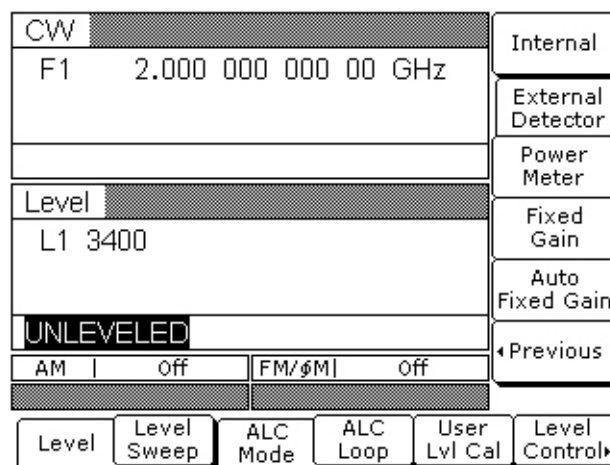 CW
F1 2.000 000 000 00 GHz
Level
L1 3400
UNLEVELED
AM | Off FM/ϕM| Off
Internal
External
Detector
Power
Meter
Fixed
Gain
Auto
Fixed Gain
◂Previous
Level
Level
Sweep
ALC
Mode
ALC
Loop
User
Lvl Cal
Level
Control▸